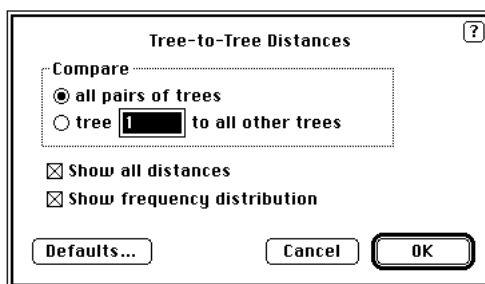 Tree-to-Tree Distances
?
Compare
all pairs of trees
tree 1 to all other trees
Show all distances
Show frequency distribution
Defaults... Cancel OK